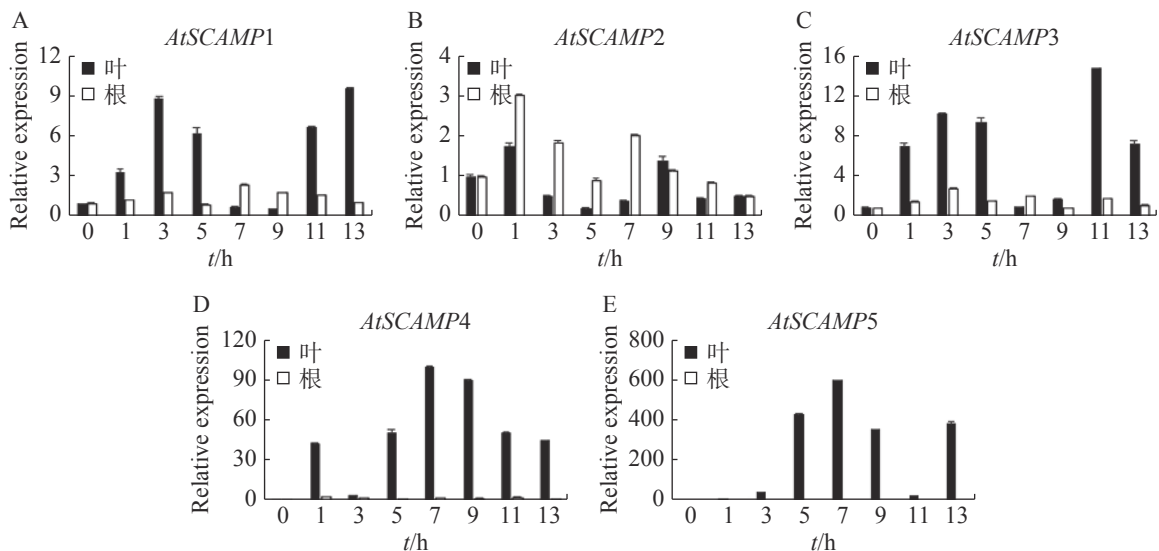 A
AtSCAMP1
Relative expression
12
9
6
3
0
叶
根
0 1 3 5 7 9 11 13
t/h
B
AtSCAMP2
Relative expression
4
3
2
1
0
叶
根
0 1 3 5 7 9 11 13
t/h
C
AtSCAMP3
Relative expression
16
12
8
4
0
叶
根
0 1 3 5 7 9 11 13
t/h
D
AtSCAMP4
Relative expression
120
90
60
30
0
叶
根
0 1 3 5 7 9 11 13
t/h
E
AtSCAMP5
Relative expression
800
600
400
200
0
叶
根
0 1 3 5 7 9 11 13
t/h